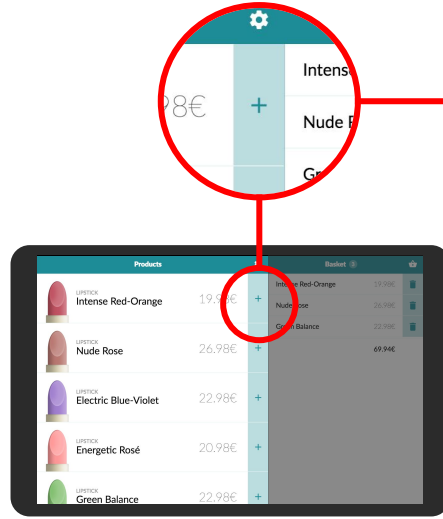 98€
+
Intens
Nude
Gr
Products
Basket 3
LIPSTICK
Intense Red-Orange
19.98€
+
LIPSTICK
Nude Rose
26.98€
+
LIPSTICK
Electric Blue-Violet
22.98€
+
LIPSTICK
Energetic Rosé
20.98€
+
LIPSTICK
Green Balance
22.98€
+
Intense Red-Orange 19.98€
Nude Rose 26.98€
Green Balance 22.98€
69.94€